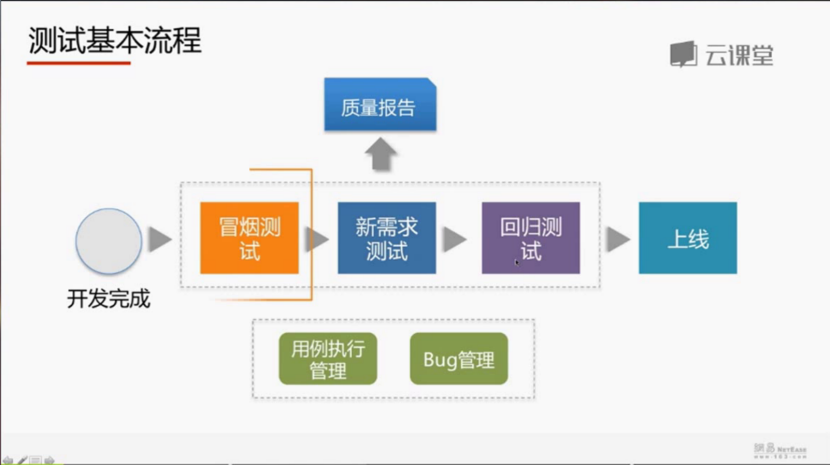 测试基本流程
云课堂
质量报告
冒烟测
试
新需求
测试
回归测
试
上线
开发完成
用例执行
管理
Bug管理
網易 NETEASE
www.163.com